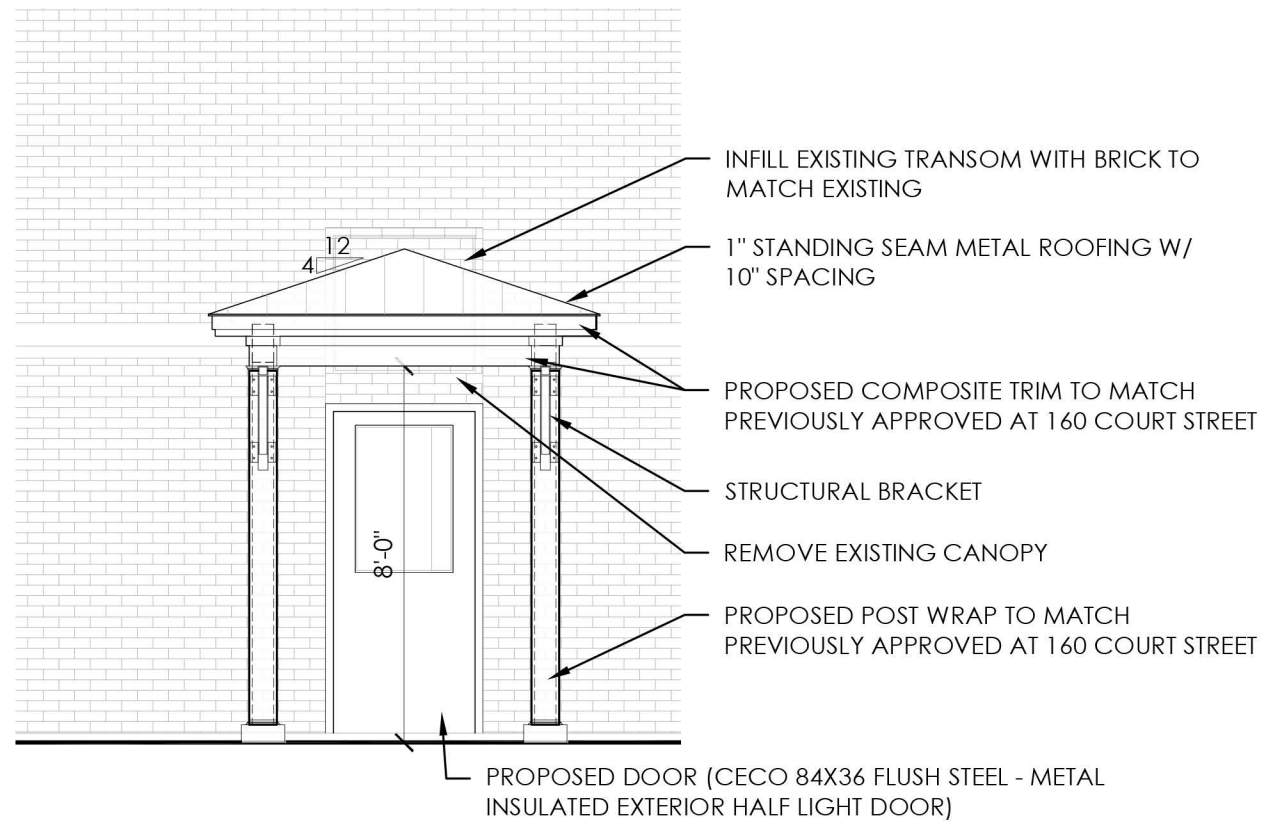 INFILL EXISTING TRANSOM WITH BRICK TO
MATCH EXISTING
12
4
1" STANDING SEAM METAL ROOFING W/
10" SPACING
PROPOSED COMPOSITE TRIM TO MATCH
PREVIOUSLY APPROVED AT 160 COURT STREET
STRUCTURAL BRACKET
8'-0"
REMOVE EXISTING CANOPY
PROPOSED POST WRAP TO MATCH
PREVIOUSLY APPROVED AT 160 COURT STREET
PROPOSED DOOR (CECO 84X36 FLUSH STEEL - METAL
INSULATED EXTERIOR HALF LIGHT DOOR)